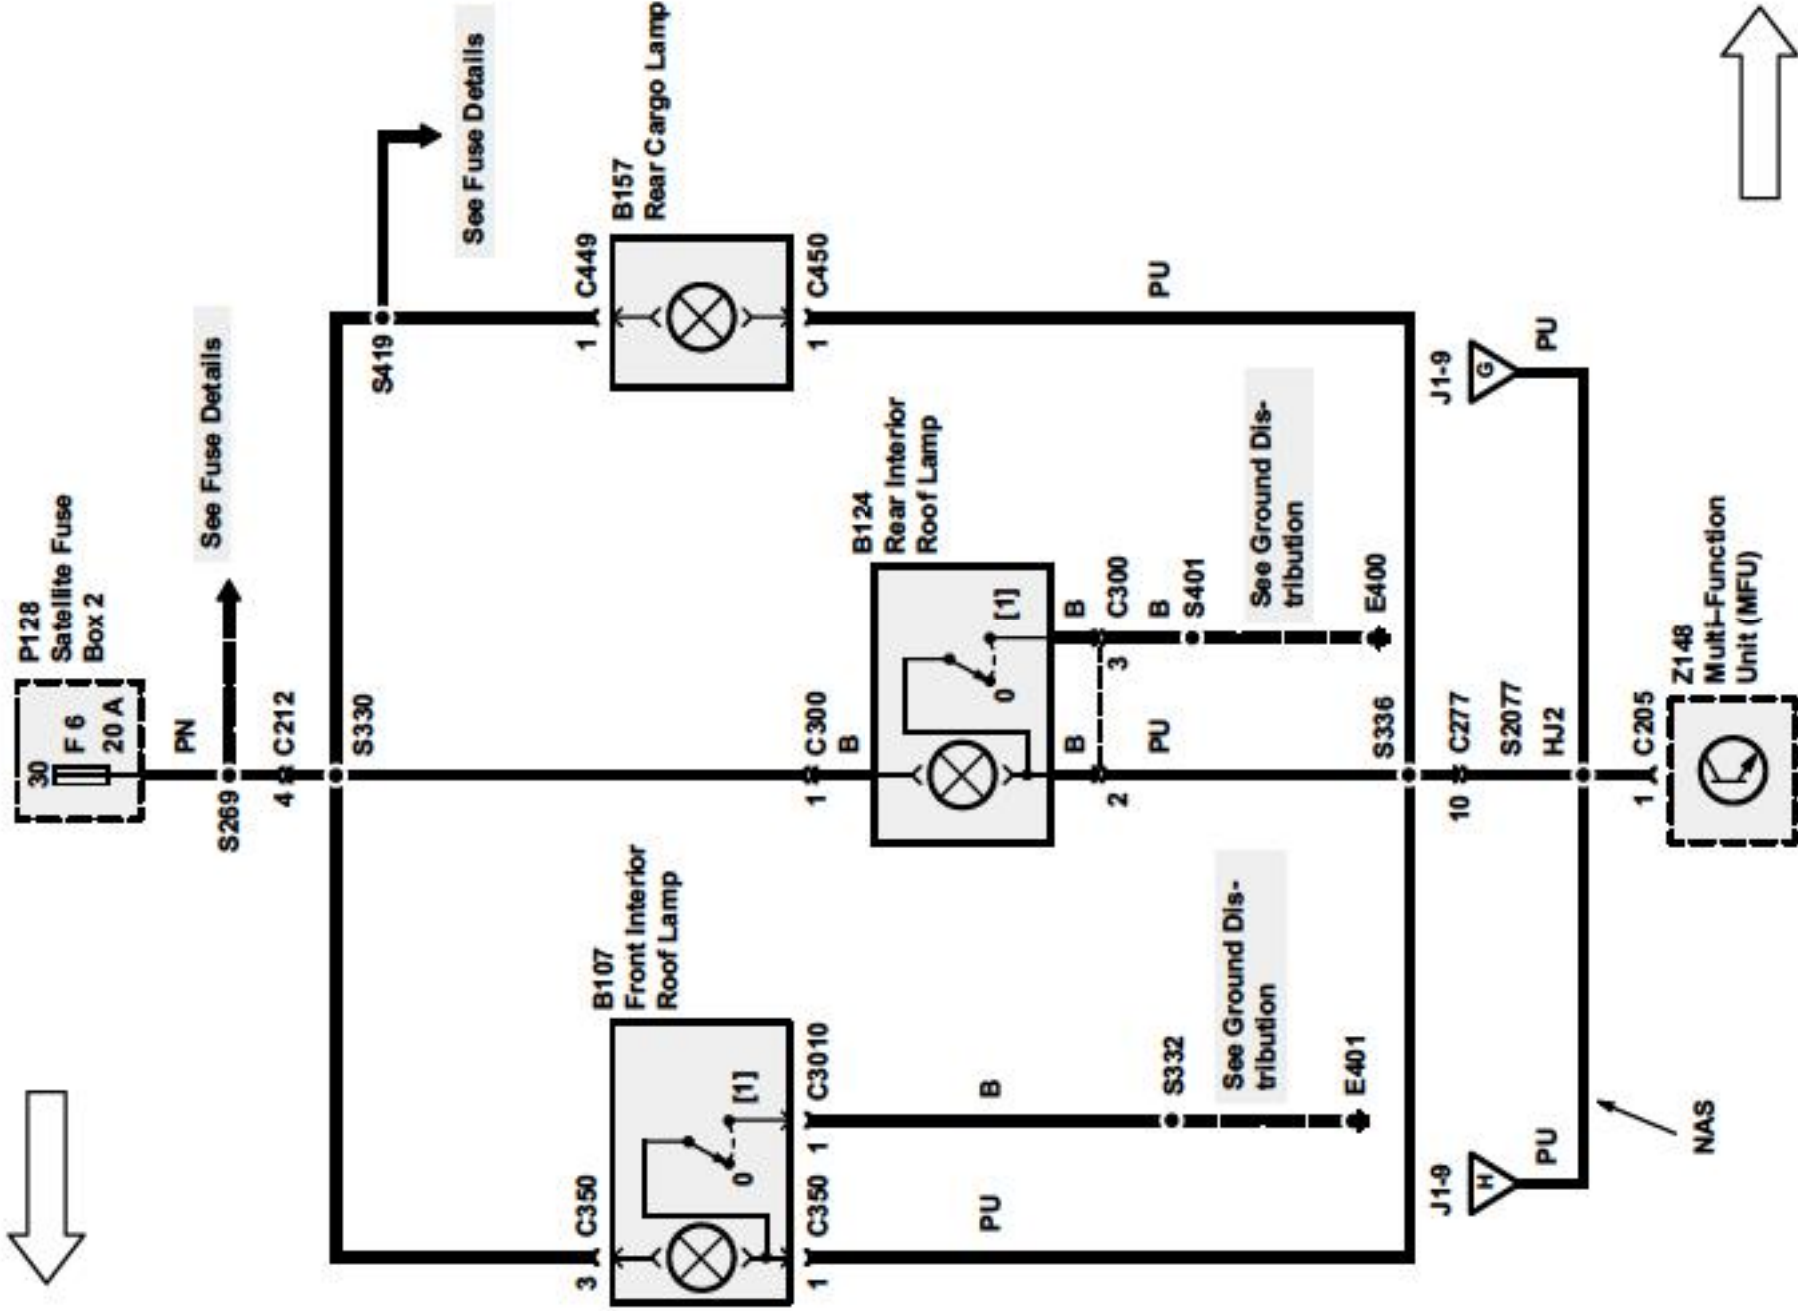 P128
Satellite Fuse
Box 2
30
F 6
20 A
PN
S269
See Fuse Details
4
C212
S330
S419
See Fuse Details
B107
Front Interior
Roof Lamp
3
C350
0
[1]
1
C350
1
C3010
PU
B
S332
See Ground Dis-
tribution
E401
1
C300
B
B124
Rear Interior
Roof Lamp
0
[1]
B
B
2
3
C300
PU
B
S401
See Ground Dis-
tribution
E400
1
C449
B157
Rear Cargo Lamp
1
C450
PU
S336
10
C277
S2077
HJ2
J1-9
H
PU
J1-9
G
PU
NAS
1
C205
Z148
Multi–Function
Unit (MFU)